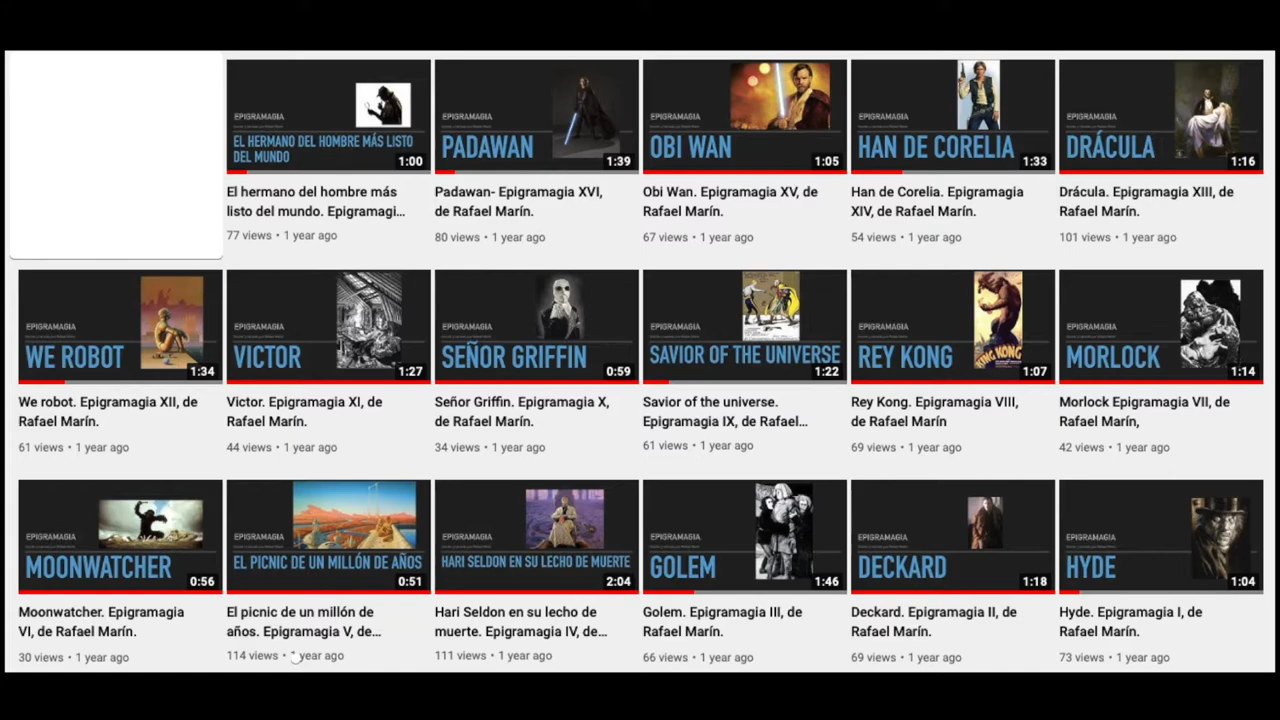 EPIGRAMAGIA
EL HERMANO DEL HOMBRE MÁS LISTO
DEL MUNDO
1:00
El hermano del hombre más
listo del mundo. Epigramagi...
77 views • 1 year ago
EPIGRAMAGIA
PADAWAN
1:39
Padawan- Epigramagia XVI,
de Rafael Marín.
80 views • 1 year ago
EPIGRAMAGIA
OBI WAN
1:05
Obi Wan. Epigramagia XV, de
Rafael Marín.
67 views • 1 year ago
EPIGRAMAGIA
HAN DE CORELIA
1:33
Han de Corelia. Epigramagia
XIV, de Rafael Marín.
54 views • 1 year ago
EPIGRAMAGIA
DRÁCULA
1:16
Drácula. Epigramagia XIII, de
Rafael Marín.
101 views • 1 year ago
EPIGRAMAGIA
WE ROBOT
1:34
We robot. Epigramagia XII, de
Rafael Marín.
61 views • 1 year ago
EPIGRAMAGIA
VICTOR
1:27
Victor. Epigramagia XI, de
Rafael Marín.
44 views • 1 year ago
EPIGRAMAGIA
SEÑOR GRIFFIN
0:59
Señor Griffin. Epigramagia X,
de Rafael Marín.
34 views • 1 year ago
EPIGRAMAGIA
SAVIOR OF THE UNIVERSE
1:22
Savior of the universe.
Epigramagia IX, de Rafael...
61 views • 1 year ago
EPIGRAMAGIA
KING KONG
REY KONG
1:07
Rey Kong. Epigramagia VIII,
de Rafael Marín
69 views • 1 year ago
EPIGRAMAGIA
MORLOCK
1:14
Morlock Epigramagia VII, de
Rafael Marín,
42 views • 1 year ago
EPIGRAMAGIA
MOONWATCHER
0:56
Moonwatcher. Epigramagia
VI, de Rafael Marín.
30 views • 1 year ago
EPIGRAMAGIA
EL PICNIC DE UN MILLÓN DE AÑOS
0:51
El picnic de un millón de
años. Epigramagia V, de...
114 views • 1 year ago
EPIGRAMAGIA
HARI SELDON EN SU LECHO DE MUERTE
2:04
Hari Seldon en su lecho de
muerte. Epigramagia IV, de...
111 views • 1 year ago
EPIGRAMAGIA
GOLEM
1:46
Golem. Epigramagia III, de
Rafael Marín.
66 views • 1 year ago
EPIGRAMAGIA
DECKARD
1:18
Deckard. Epigramagia II, de
Rafael Marín.
69 views • 1 year ago
EPIGRAMAGIA
HYDE
1:04
Hyde. Epigramagia I, de
Rafael Marín.
73 views • 1 year ago